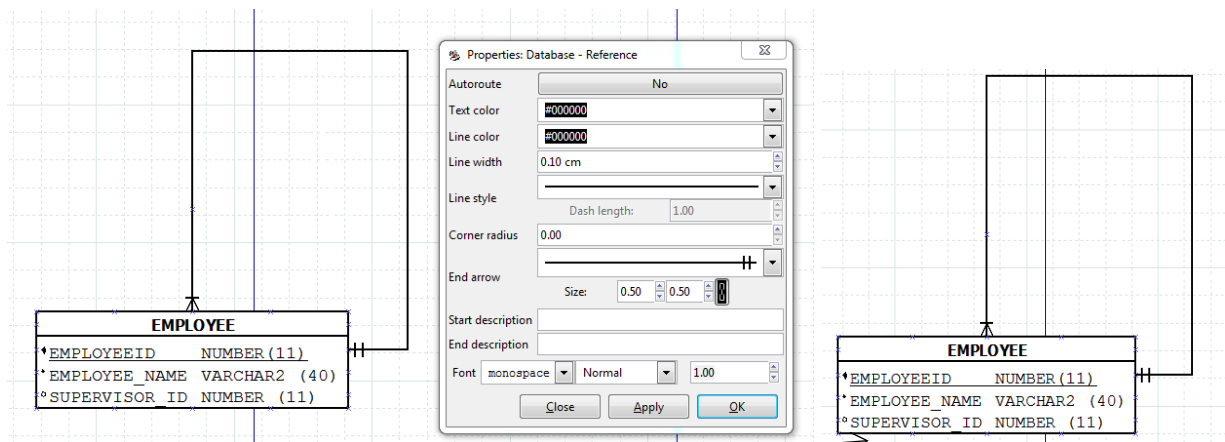 EMPLOYEE
EMPLOYEEID NUMBER(11)
EMPLOYEE_NAME VARCHAR2 (40)
SUPERVISOR_ID NUMBER (11)
Properties: Database - Reference
Autoroute No
Text color #000000
Line color #000000
Line width 0.10 cm
Line style
Dash length: 1.00
Corner radius 0.00
End arrow
Size: 0.50 0.50
Start description
End description
Font monospace Normal 1.00
Close Apply OK
EMPLOYEE
EMPLOYEEID NUMBER(11)
EMPLOYEE_NAME VARCHAR2 (40)
SUPERVISOR_ID NUMBER (11)